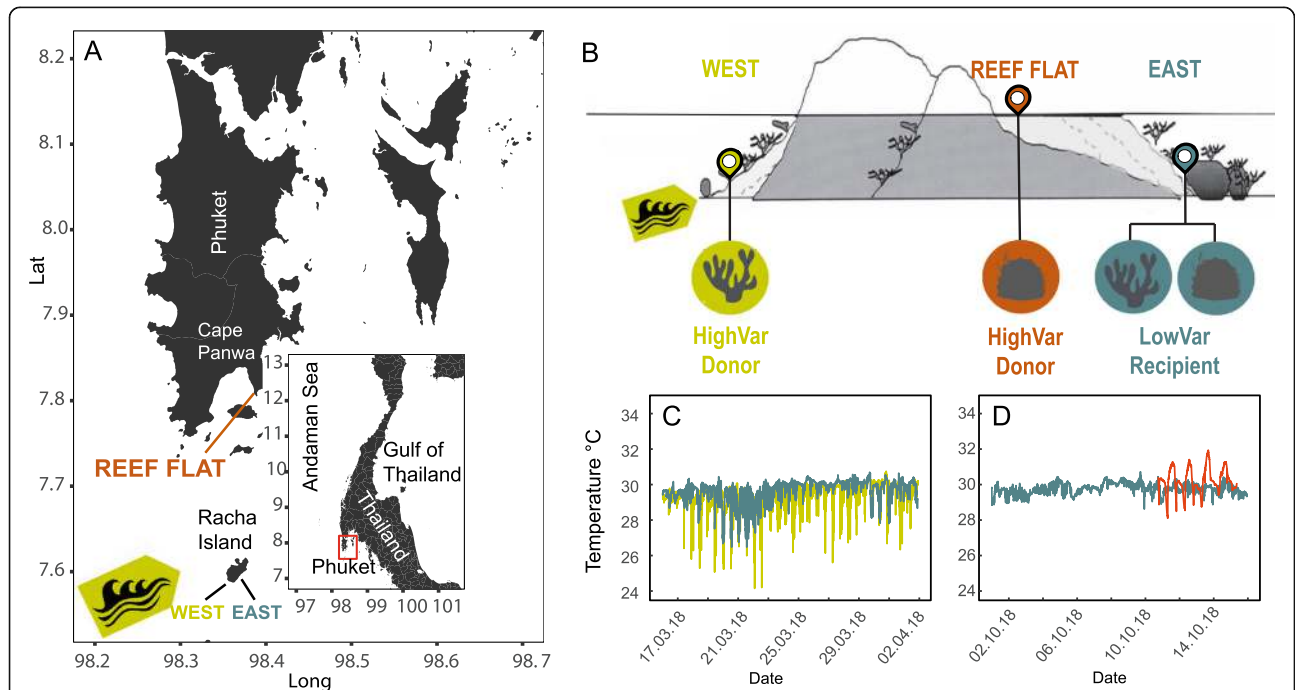 A
8.2
8.1
8.0
7.9
7.8
7.7
7.6
Lat
Phuket
Cape
Panwa
REEF FLAT
Racha
Island
WEST EAST
98.2 98.3 98.4 98.5 98.6 98.7
Long
13
12
11
10
9
8
7
Andaman Sea
Gulf of
Thailand
Thailand
Phuket
97 98 99 100 101
B
WEST REEF FLAT EAST
HighVar
Donor
HighVar
Donor
LowVar
Recipient
C
Temperature °C
34
32
30
28
26
24
17.03.18 21.03.18 25.03.18 29.03.18 02.04.18
Date
D
34
32
30
28
26
24
02.10.18 06.10.18 10.10.18 14.10.18
Date